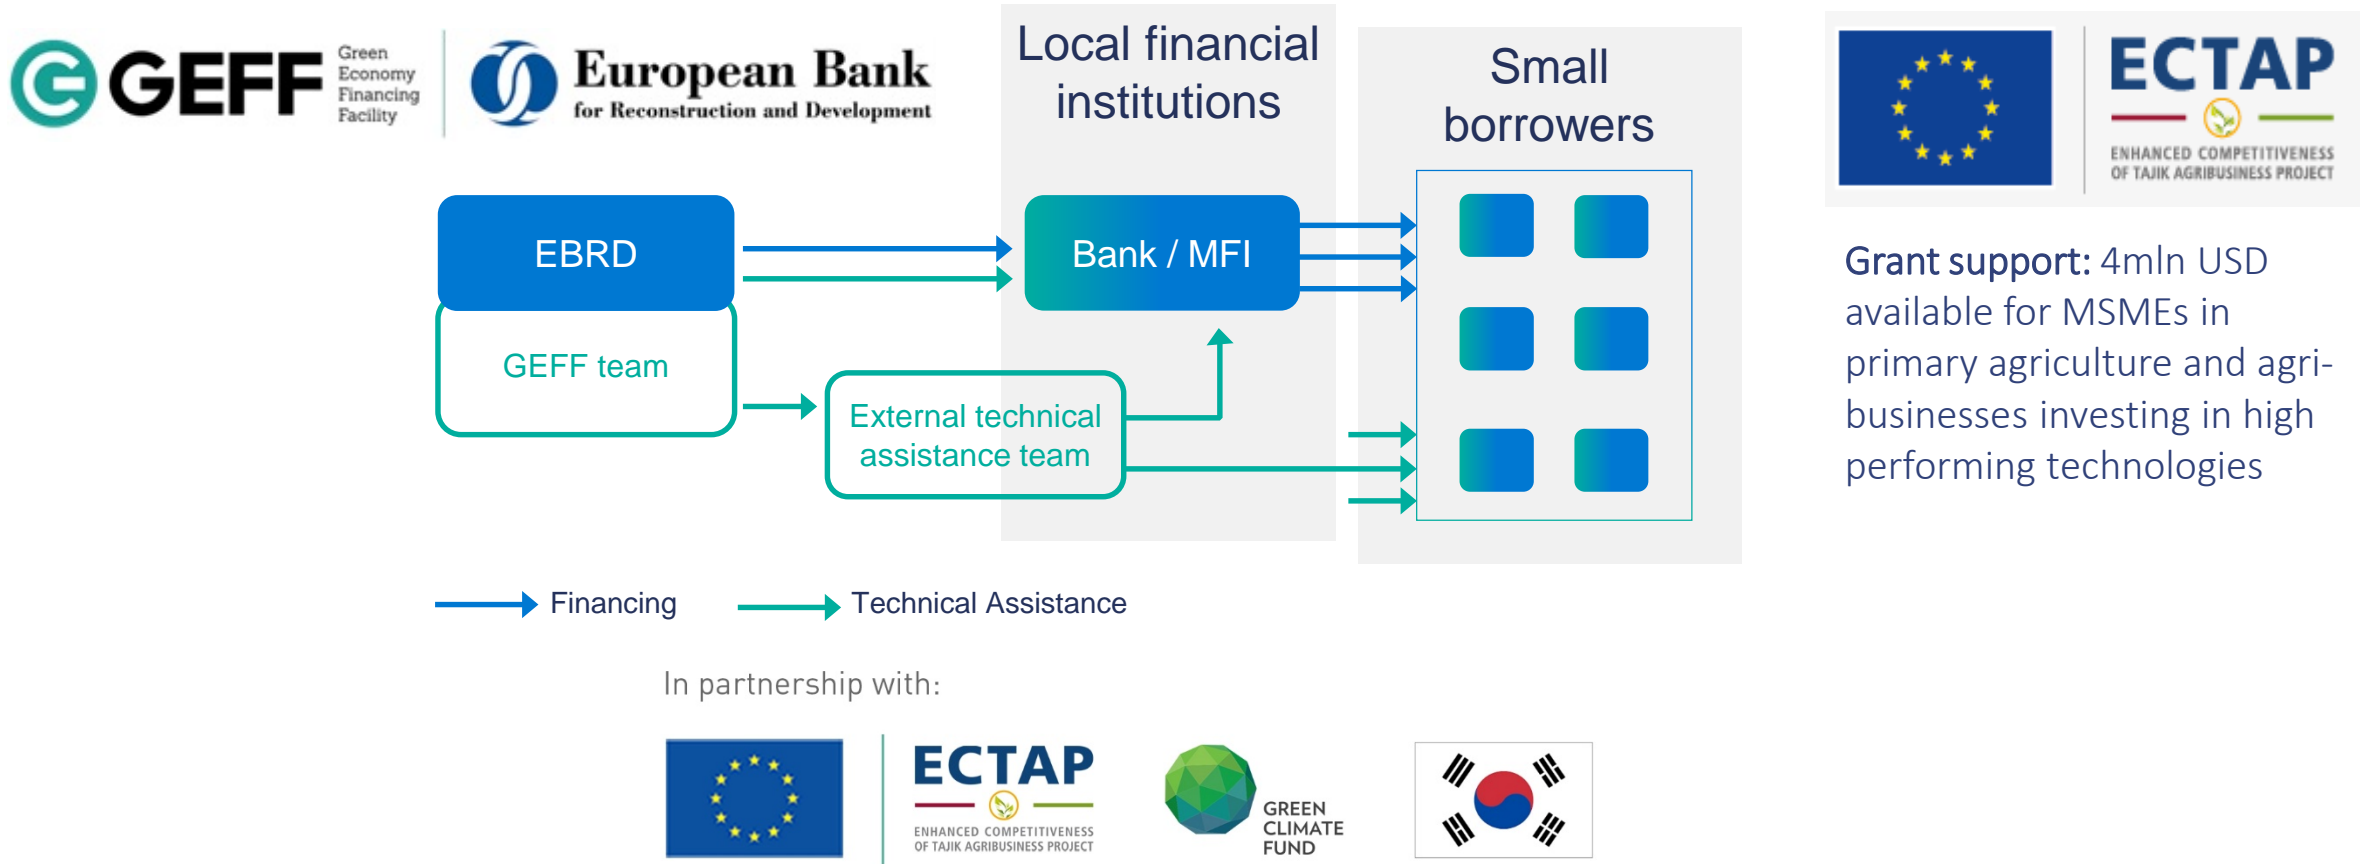 GEFF
Green
Economy
Financing
Facility
European Bank
for Reconstruction and Development
Local financial
institutions
Small
borrowers
ECTAP
ENHANCED COMPETITIVENESS
OF TAJIK AGRIBUSINESS PROJECT
EBRD
Bank / MFI
GEFF team
External technical
assistance team
Grant support: 4mln USD
available for MSMEs in
primary agriculture and agri-
businesses investing in high
performing technologies
Financing
Technical Assistance
In partnership with:
ECTAP
ENHANCED COMPETITIVENESS
OF TAJIK AGRIBUSINESS PROJECT
GREEN
CLIMATE
FUND